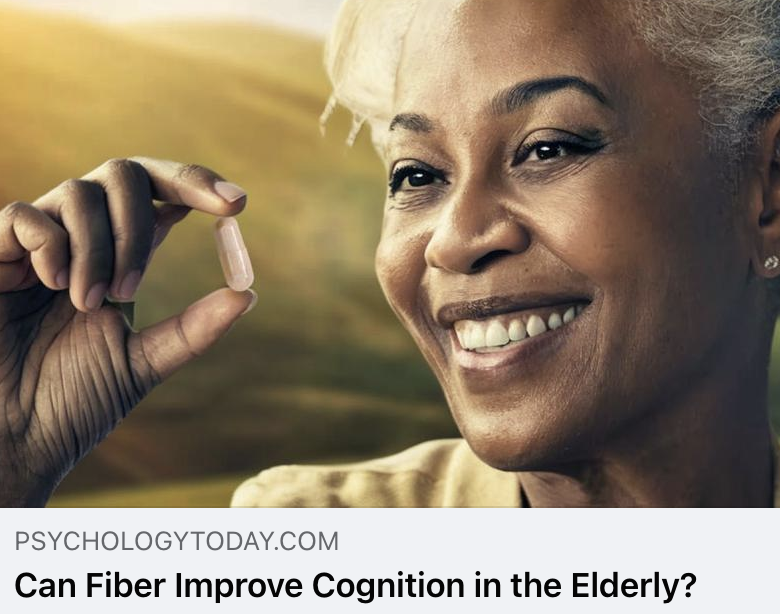 PSYCHOLOGYTODAY.COM
Can Fiber Improve Cognition in the Elderly?